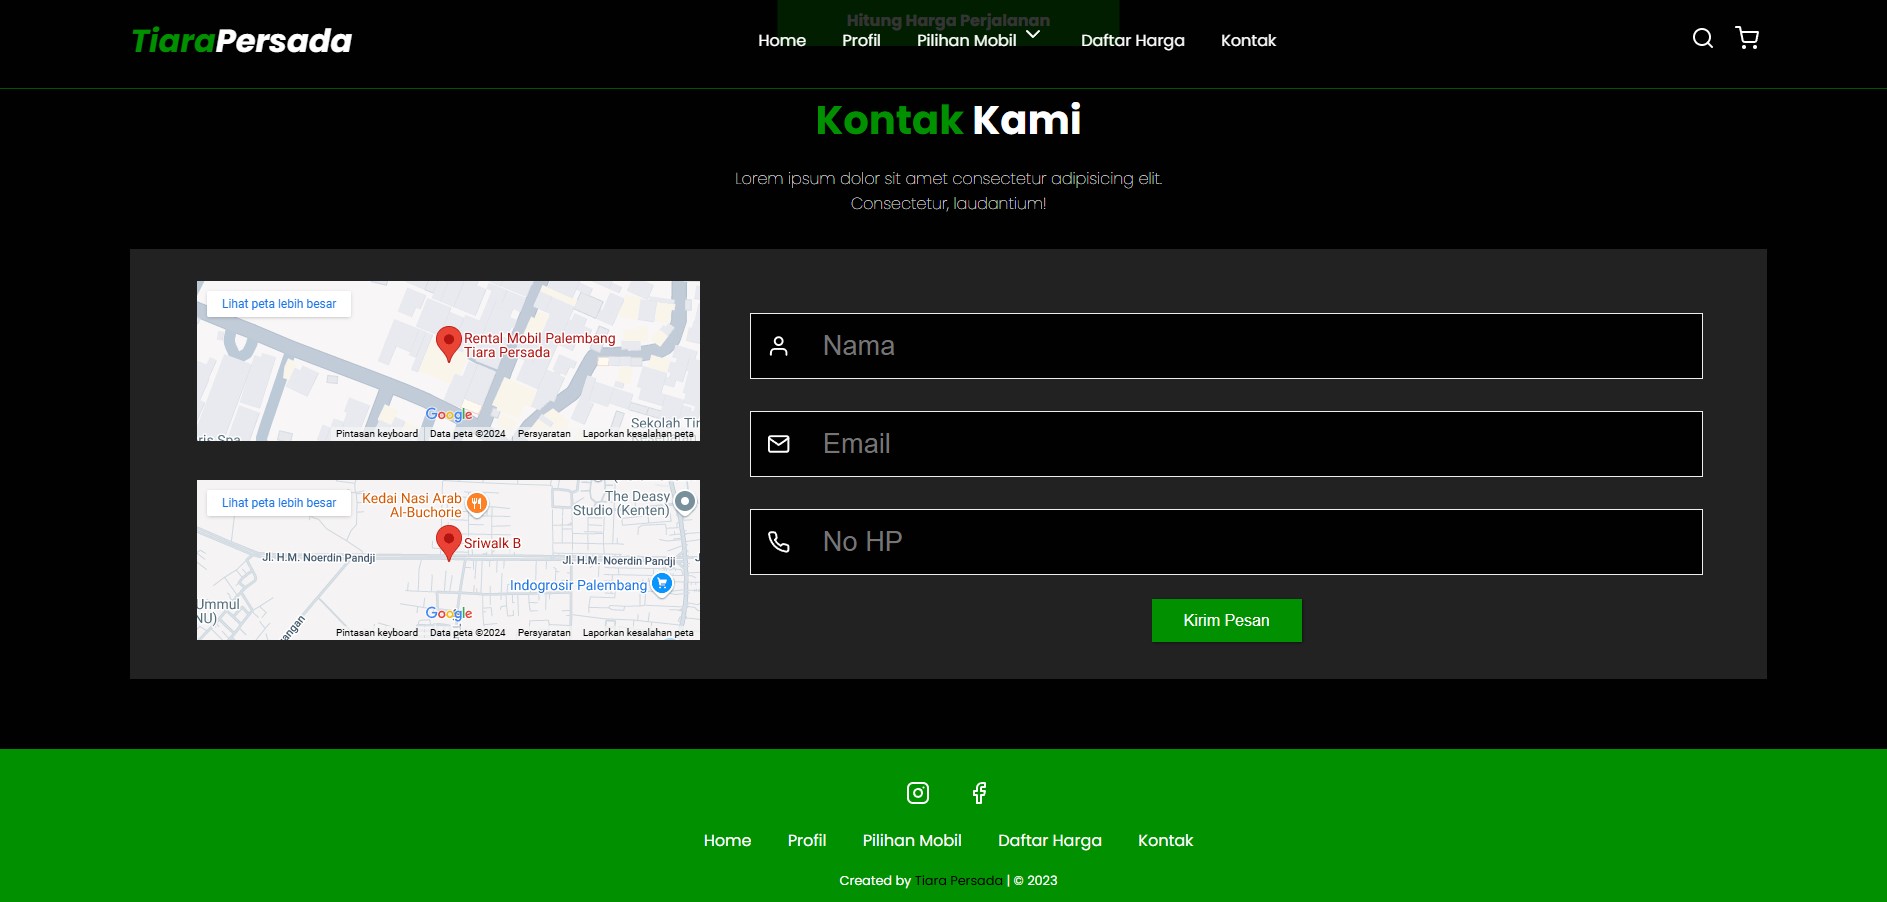 Hitung Harga Perjalanan
TiaraPersada
Home Profil Pilihan Mobil Daftar Harga Kontak
Kontak Kami
Lorem ipsum dolor sit amet consectetur adipisicing elit.
Consectetur, laudantium!
Lihat peta lebih besar
Rental Mobil Palembang
Tiara Persada
Google
Sekolah Tir
ris Spa
Pintasan keyboard Data peta ©2024 Persyaratan Laporkan kesalahan peta
Lihat peta lebih besar
Kedai Nasi Arab
Al-Buchorie
The Deasy
Studio (Kenten)
Sriwalk B
Jl. H.M. Noerdin Pandji
Jl. H.M. Noerdin Pandji
Indogrosir Palembang
Ummul
NU)
angan
Google
Pintasan keyboard Data peta ©2024 Persyaratan Laporkan kesalahan peta
Nama
Email
No HP
Kirim Pesan
Home Profil Pilihan Mobil Daftar Harga Kontak
Created by Tiara Persada | © 2023